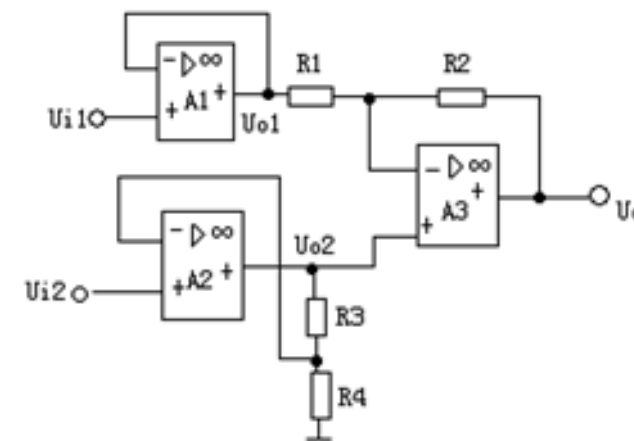 R1
R2
- ▷∞
+ A1 +
Ui1
Uo1
- ▷∞
+
A3
+
Uo2
- ▷∞
+ A2 +
Ui2
R3
R4